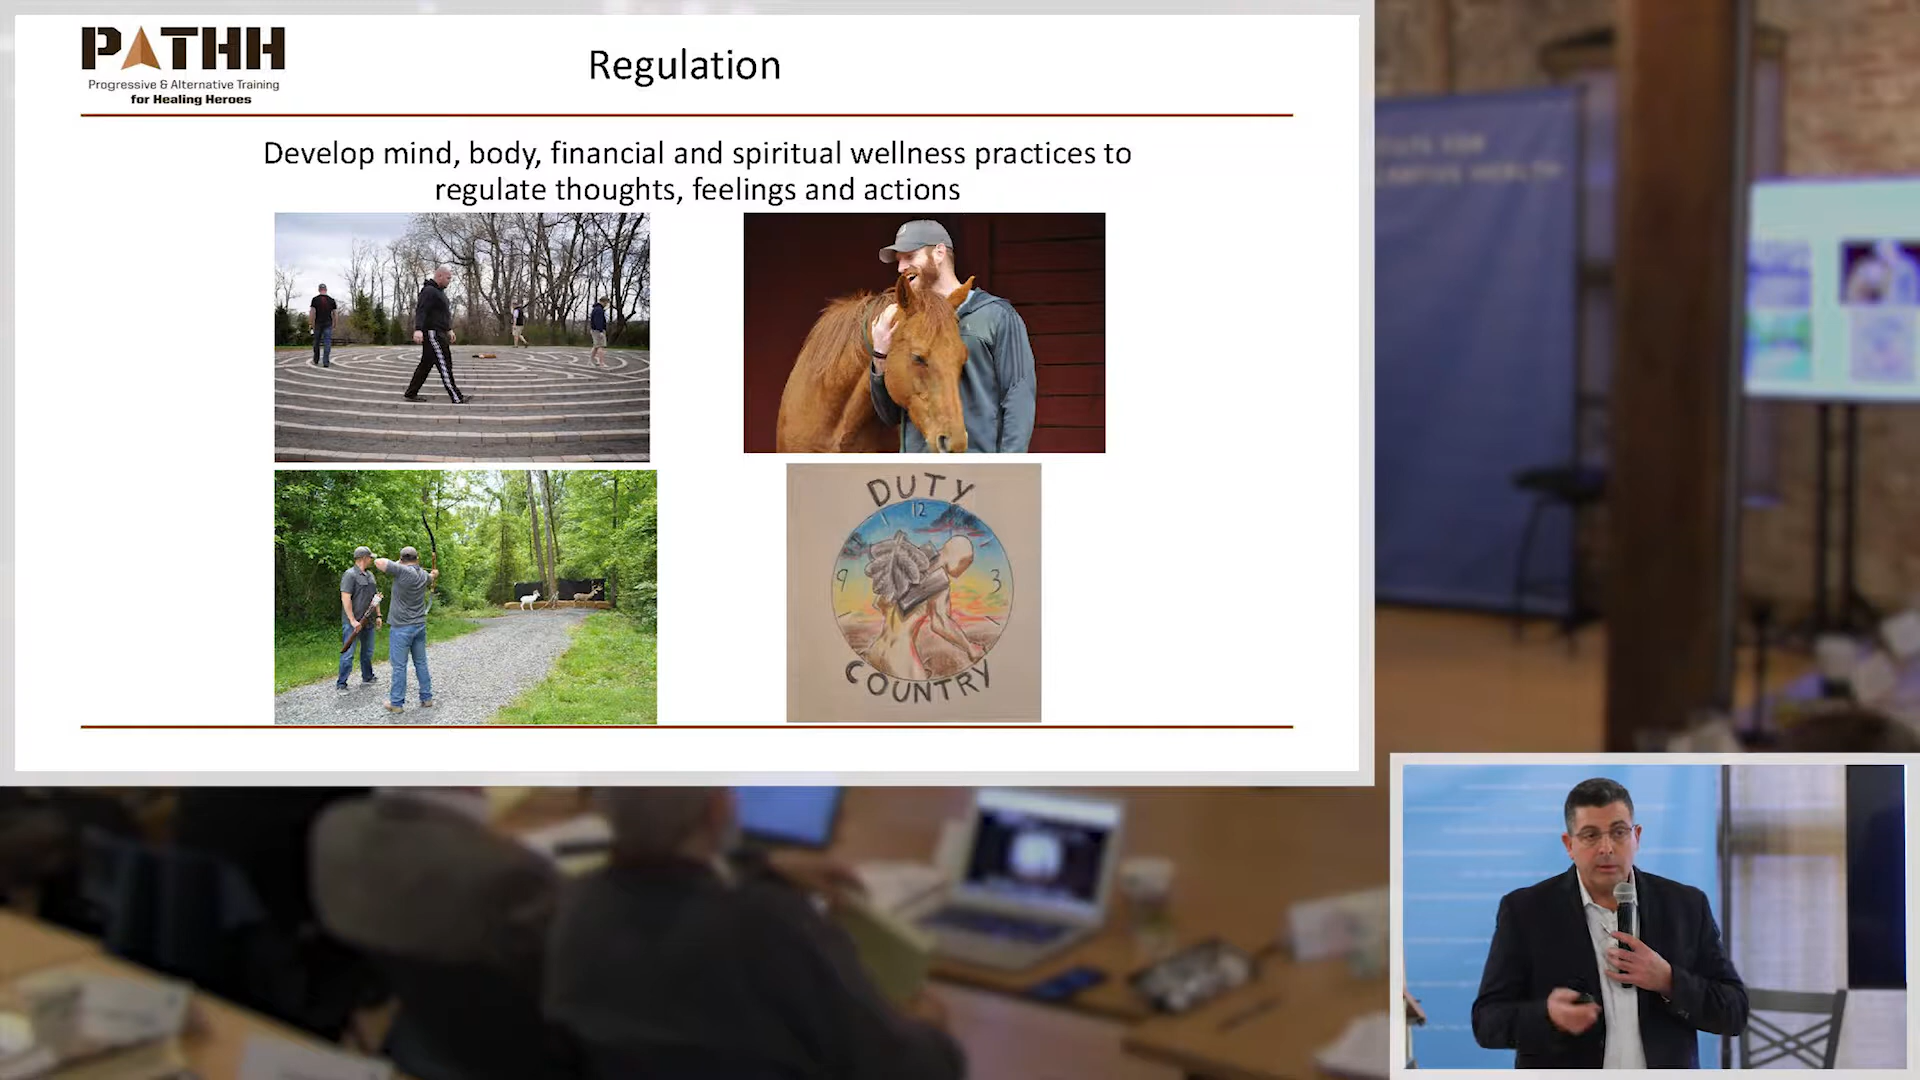 PATHH
Progressive & Alternative Training
for Healing Heroes
Regulation
Develop mind, body, financial and spiritual wellness practices to
regulate thoughts, feelings and actions
DUTY
12
9
3
COUNTRY